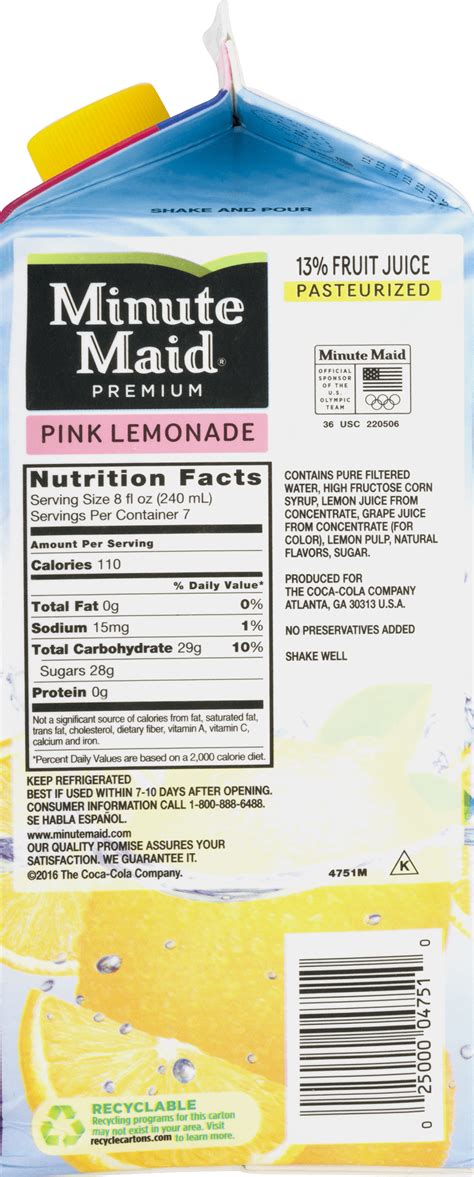 SHAKE AND POUR
Minute
Maid®
PREMIUM
PINK LEMONADE
13% FRUIT JUICE
PASTEURIZED
Minute Maid
OFFICIAL
SPONSOR
OF THE
U.S.
OLYMPIC
TEAM
36 USC 220506
Nutrition Facts
Serving Size 8 fl oz (240 mL)
Servings Per Container 7
Amount Per Serving
Calories 110
% Daily Value*
Total Fat 0g 0%
Sodium 15mg 1%
Total Carbohydrate 29g 10%
Sugars 28g
Protein 0g
Not a significant source of calories from fat, saturated fat,
trans fat, cholesterol, dietary fiber, vitamin A, vitamin C,
calcium and iron.
*Percent Daily Values are based on a 2,000 calorie diet.
CONTAINS PURE FILTERED
WATER, HIGH FRUCTOSE CORN
SYRUP, LEMON JUICE FROM
CONCENTRATE, GRAPE JUICE
FROM CONCENTRATE (FOR
COLOR), LEMON PULP, NATURAL
FLAVORS, SUGAR.
PRODUCED FOR
THE COCA-COLA COMPANY
ATLANTA, GA 30313 U.S.A.
NO PRESERVATIVES ADDED
SHAKE WELL
KEEP REFRIGERATED
BEST IF USED WITHIN 7-10 DAYS AFTER OPENING.
CONSUMER INFORMATION CALL 1-800-888-6488.
SE HABLA ESPAÑOL.
www.minutemaid.com
OUR QUALITY PROMISE ASSURES YOUR
SATISFACTION. WE GUARANTEE IT.
©2016 The Coca-Cola Company.
4751M
K
0 25000 04751 0
RECYCLABLE
Recycling programs for this carton
may not exist in your area. Visit
recyclecartons.com to learn more.